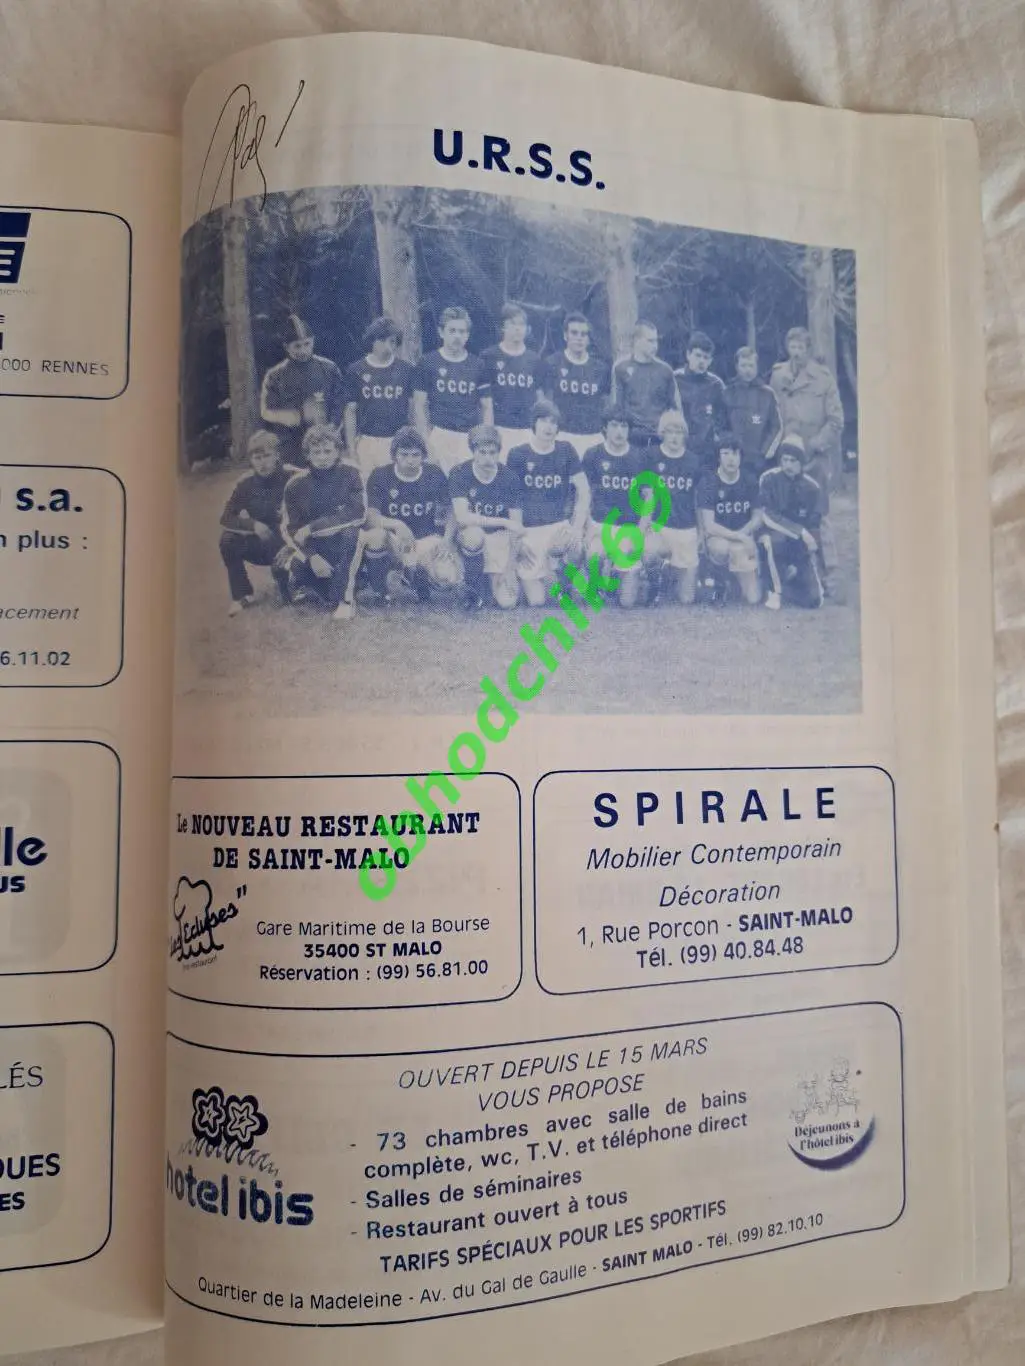 U.R.S.S.
CCCP
CCCP
CCCP
CCCP
CCCP
CCCP
CCCP
CCCP
CCCP
CCCP
obhodchik69
Le NOUVEAU RESTAURANT
DE SAINT-MALO
"Les Ecluses"
Gare Maritime de la Bourse
35400 ST MALO
Réservation : (99) 56.81.00
SPIRALE
Mobilier Contemporain
Décoration
1, Rue Porcon - SAINT-MALO
Tél. (99) 40.84.48
OUVERT DEPUIS LE 15 MARS
VOUS PROPOSE
- 73 chambres avec salle de bains
complète, wc, T.V. et téléphone direct
- Salles de séminaires
- Restaurant ouvert à tous
TARIFS SPÉCIAUX POUR LES SPORTIFS
Quartier de la Madeleine - Av. du Gal de Gaulle - SAINT MALO - Tél. (99) 82.10.10
hotel ibis
Déjeunons à
l'hôtel ibis
E
000 RENNES
s.a.
n plus :
acement
6.11.02
lle
US
LÉS
QUES
ES